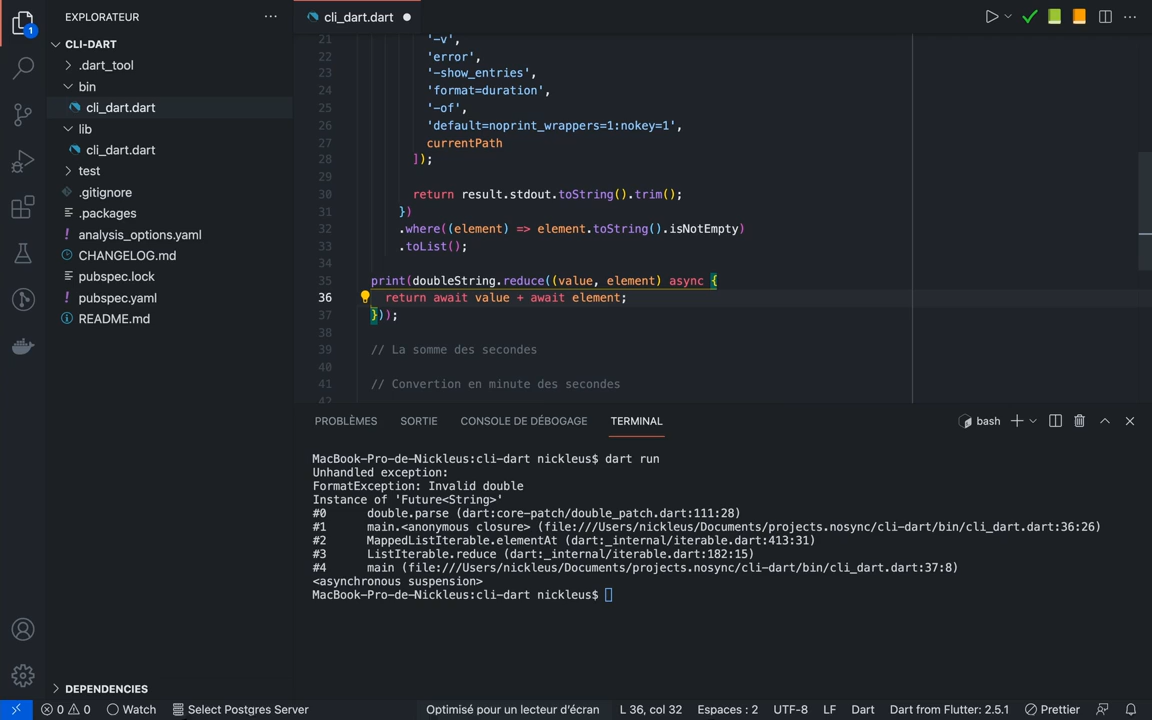 EXPLORATEUR
cli_dart.dart
CLI-DART
.dart_tool
bin
cli_dart.dart
lib
cli_dart.dart
test
.gitignore
.packages
analysis_options.yaml
CHANGELOG.md
pubspec.lock
pubspec.yaml
README.md
DEPENDENCIES
1
21 '-v',
22 'error',
23 '-show_entries',
24 'format=duration',
25 '-of',
26 'default=noprint_wrappers=1:nokey=1',
27 currentPath
28 ]);
29
30 return result.stdout.toString().trim();
31 })
32 .where((element) => element.toString().isNotEmpty)
33 .toList();
34
35 print(doubleString.reduce((value, element) async {
36 return await value + await element;
37 }));
38
39 // La somme des secondes
40
41 // Convertion en minute des secondes
42
PROBLÈMES SORTIE CONSOLE DE DÉBOGAGE TERMINAL
bash
MacBook-Pro-de-Nickleus:cli-dart nickleus$ dart run
Unhandled exception:
FormatException: Invalid double
Instance of 'Future<String>'
#0 double.parse (dart:core-patch/double_patch.dart:111:28)
#1 main.<anonymous closure> (file:///Users/nickleus/Documents/projects.nosync/cli-dart/bin/cli_dart.dart:36:26)
#2 MappedListIterable.elementAt (dart:_internal/iterable.dart:413:31)
#3 ListIterable.reduce (dart:_internal/iterable.dart:182:15)
#4 main (file:///Users/nickleus/Documents/projects.nosync/cli-dart/bin/cli_dart.dart:37:8)
<asynchronous suspension>
MacBook-Pro-de-Nickleus:cli-dart nickleus$
0 0 Watch Select Postgres Server Optimisé pour un lecteur d'écran L 36, col 32 Espaces : 2 UTF-8 LF Dart Dart from Flutter: 2.5.1 Prettier